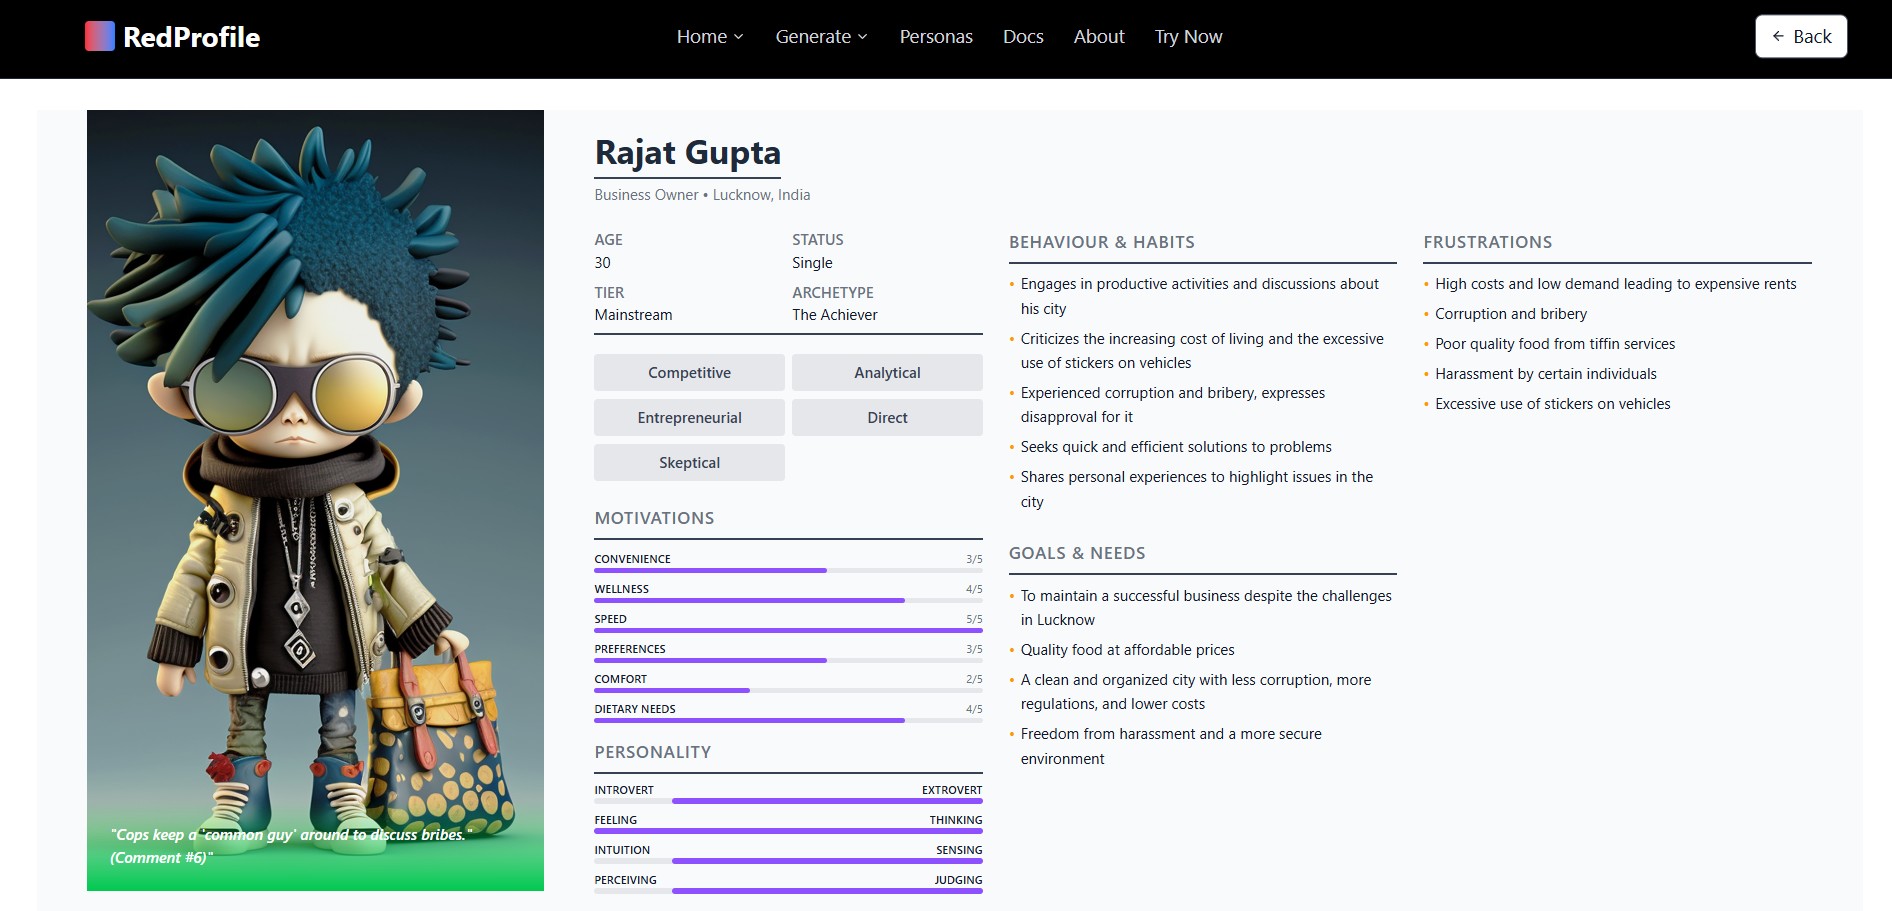 RedProfile
Home
Generate
Personas
Docs
About
Try Now
Back
Rajat Gupta
Business Owner • Lucknow, India
AGE
30
STATUS
Single
TIER
Mainstream
ARCHETYPE
The Achiever
Competitive
Analytical
Entrepreneurial
Direct
Skeptical
MOTIVATIONS
CONVENIENCE 3/5
WELLNESS 4/5
SPEED 5/5
PREFERENCES 3/5
COMFORT 2/5
DIETARY NEEDS 4/5
PERSONALITY
INTROVERT EXTROVERT
FEELING THINKING
INTUITION SENSING
PERCEIVING JUDGING
BEHAVIOUR & HABITS
• Engages in productive activities and discussions about
his city
• Criticizes the increasing cost of living and the excessive
use of stickers on vehicles
• Experienced corruption and bribery, expresses
disapproval for it
• Seeks quick and efficient solutions to problems
• Shares personal experiences to highlight issues in the
city
GOALS & NEEDS
• To maintain a successful business despite the challenges
in Lucknow
• Quality food at affordable prices
• A clean and organized city with less corruption, more
regulations, and lower costs
• Freedom from harassment and a more secure
environment
FRUSTRATIONS
• High costs and low demand leading to expensive rents
• Corruption and bribery
• Poor quality food from tiffin services
• Harassment by certain individuals
• Excessive use of stickers on vehicles
"Cops keep a 'common guy' around to discuss bribes."
(Comment #6)"